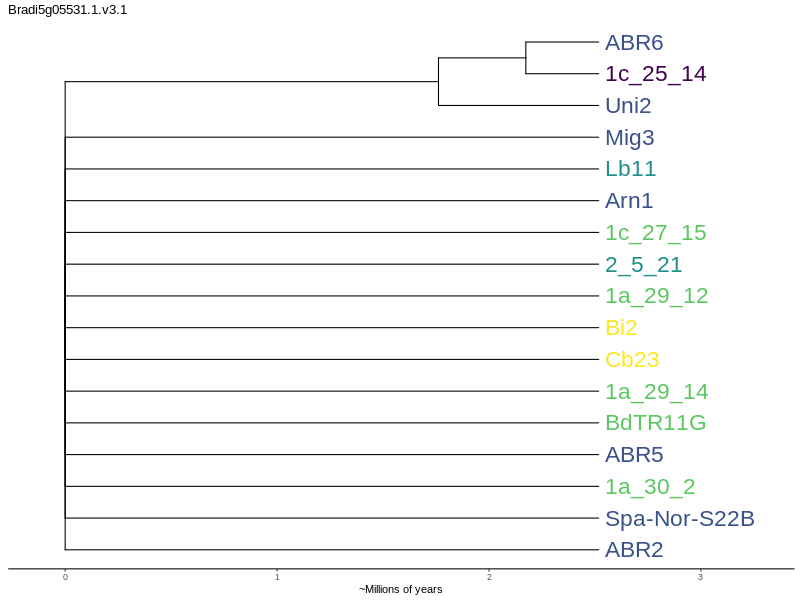 Bradi5g05531.1.v3.1
ABR6
1c_25_14
Uni2
Mig3
Lb11
Arn1
1c_27_15
2_5_21
1a_29_12
Bi2
Cb23
1a_29_14
BdTR11G
ABR5
1a_30_2
Spa-Nor-S22B
ABR2
0 1 2 3
~Millions of years